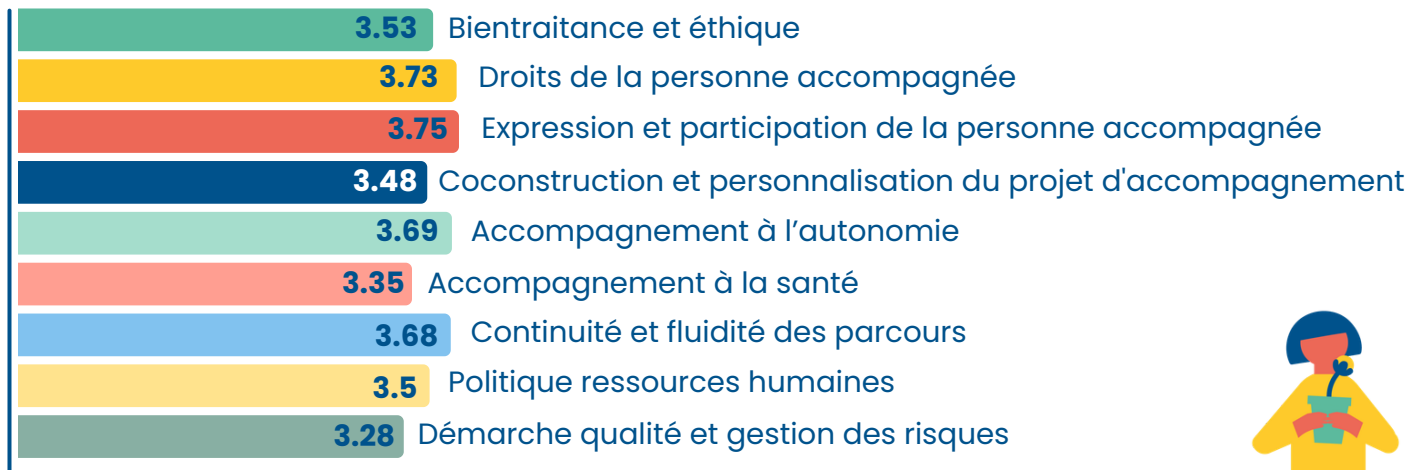 3.53 Bientraitance et éthique
3.73 Droits de la personne accompagnée
3.75 Expression et participation de la personne accompagnée
3.48 Coconstruction et personnalisation du projet d'accompagnement
3.69 Accompagnement à l’autonomie
3.35 Accompagnement à la santé
3.68 Continuité et fluidité des parcours
3.5 Politique ressources humaines
3.28 Démarche qualité et gestion des risques